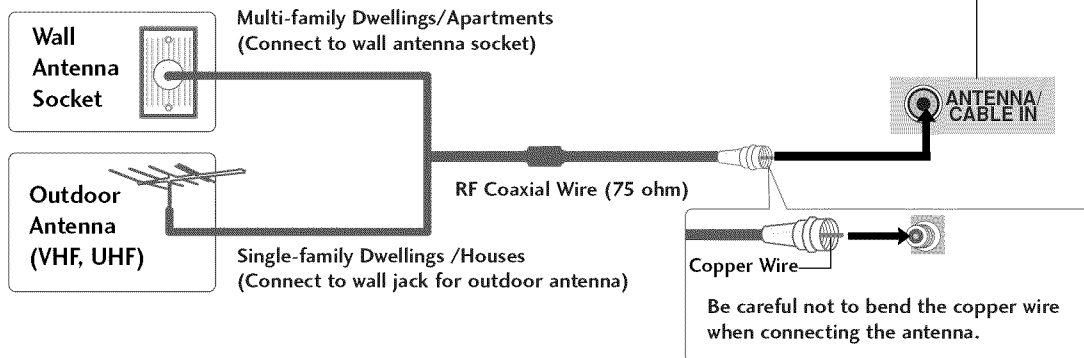 Multi-family Dwellings/Apartments
(Connect to wall antenna socket)
Wall
Antenna
Socket
ANTENNA/
CABLE IN
RF Coaxial Wire (75 ohm)
Outdoor
Antenna
(VHF, UHF)
Single-family Dwellings /Houses
(Connect to wall jack for outdoor antenna)
Copper Wire
Be careful not to bend the copper wire
when connecting the antenna.